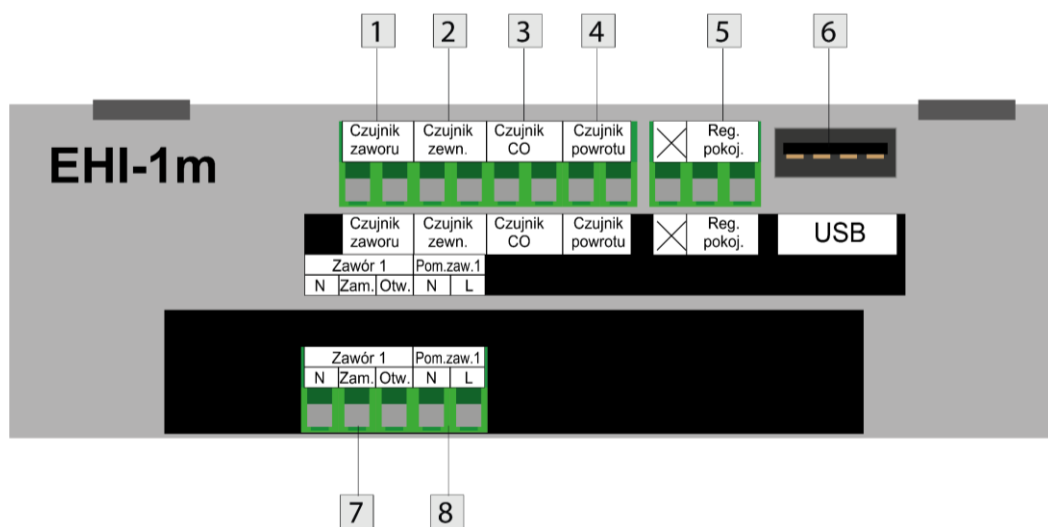 1 2 3 4 5 6
EHI-1m
Czujnik zaworu
Czujnik zewn.
Czujnik CO
Czujnik powrotu
Reg. pokoj.
Czujnik zaworu
Czujnik zewn.
Czujnik CO
Czujnik powrotu
Reg. pokoj.
USB
Zawór 1 Pom.zaw.1
N Zam. Otw. N L
Zawór 1 Pom.zaw.1
N Zam. Otw. N L
7 8